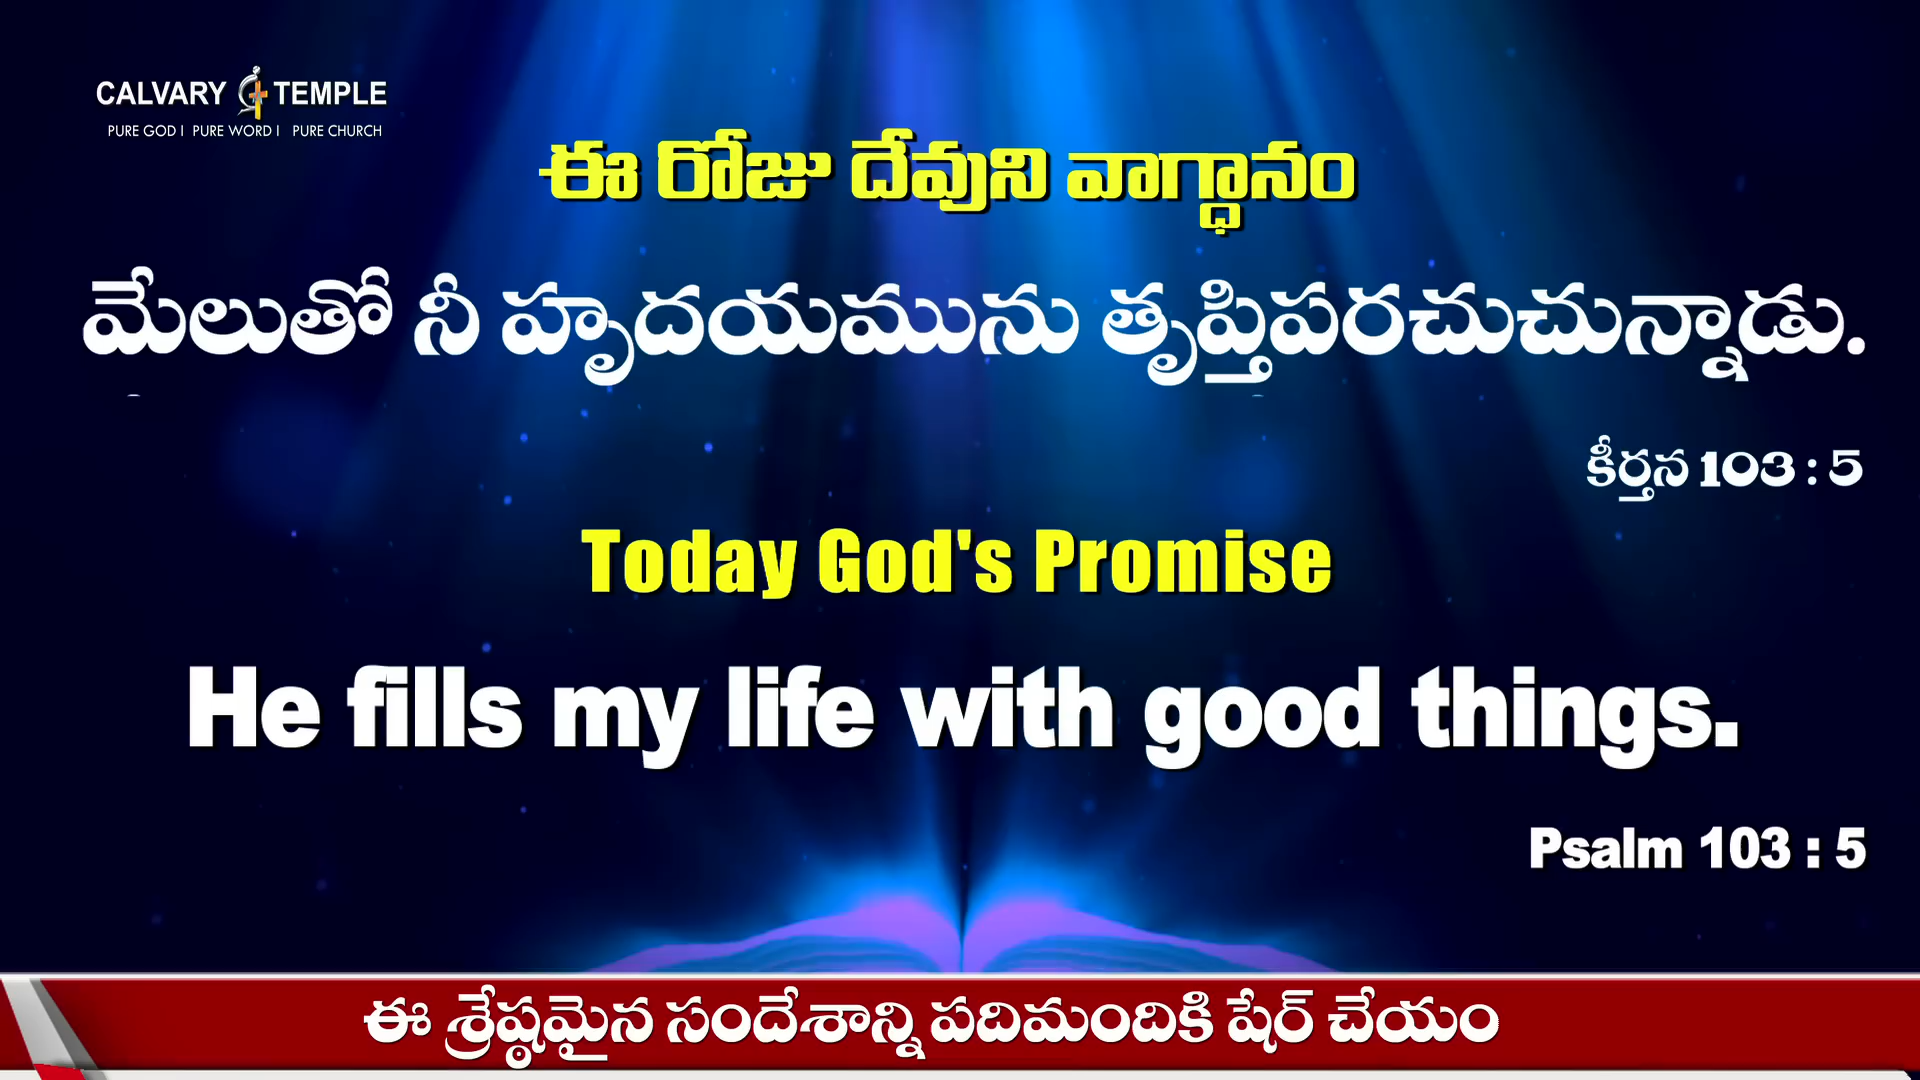 CALVARY TEMPLE
PURE GOD I PURE WORD I PURE CHURCH
ఈ రోజు దేవుని వాగ్ధానం
మేలుతో నీ హృదయమును తృప్తిపరచుచున్నాడు.
కీర్తన 103 : 5
Today God's Promise
He fills my life with good things.
Psalm 103 : 5
ఈ శ్రేష్ఠమైన సందేశాన్ని పదిమందికి షేర్ చేయం